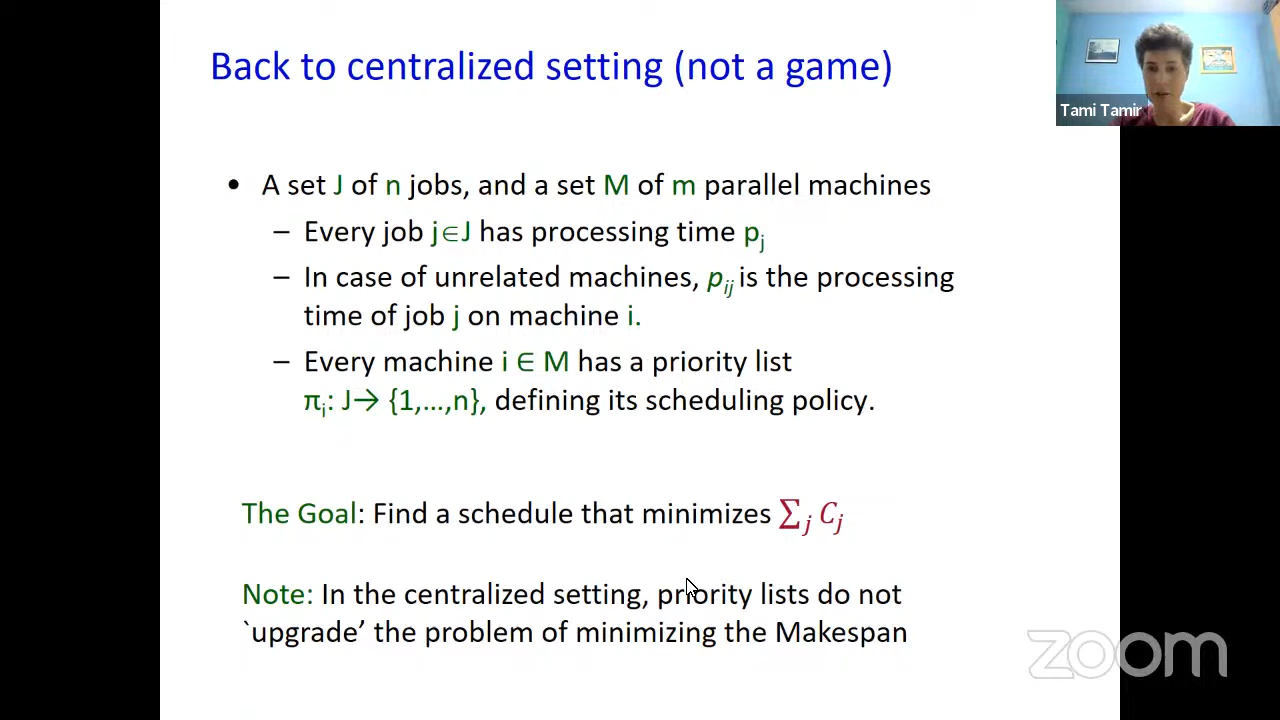 Back to centralized setting (not a game)
Tami Tamir
• A set J of n jobs, and a set M of m parallel machines
– Every job j∈J has processing time pj
– In case of unrelated machines, pij is the processing
time of job j on machine i.
– Every machine i ∈ M has a priority list
πi: J→ {1,…,n}, defining its scheduling policy.
The Goal: Find a schedule that minimizes ∑j Cj
Note: In the centralized setting, priority lists do not
`upgrade’ the problem of minimizing the Makespan
zoom